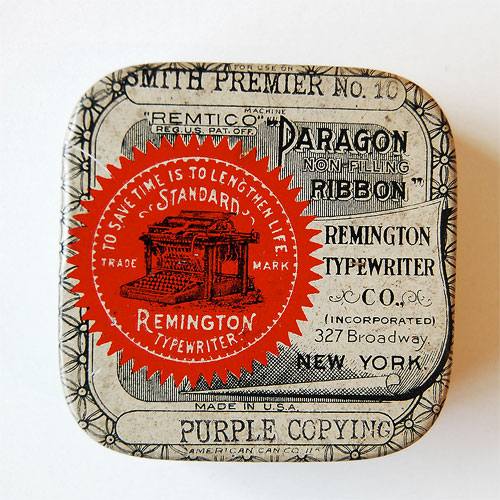 FOR USE ON
SMITH PREMIER No. 10
MACHINE
"REMTICO"
REG. U.S. PAT. OFF.
"PARAGON
NON-FILLING
RIBBON"
TO SAVE TIME IS TO LENGTHEN LIFE
STANDARD
TRADE MARK
REMINGTON
TYPEWRITER
REMINGTON
TYPEWRITER
CO.,
(INCORPORATED)
327 Broadway.
NEW YORK.
MADE IN U.S.A.
PURPLE COPYING
AMERICAN CAN CO.